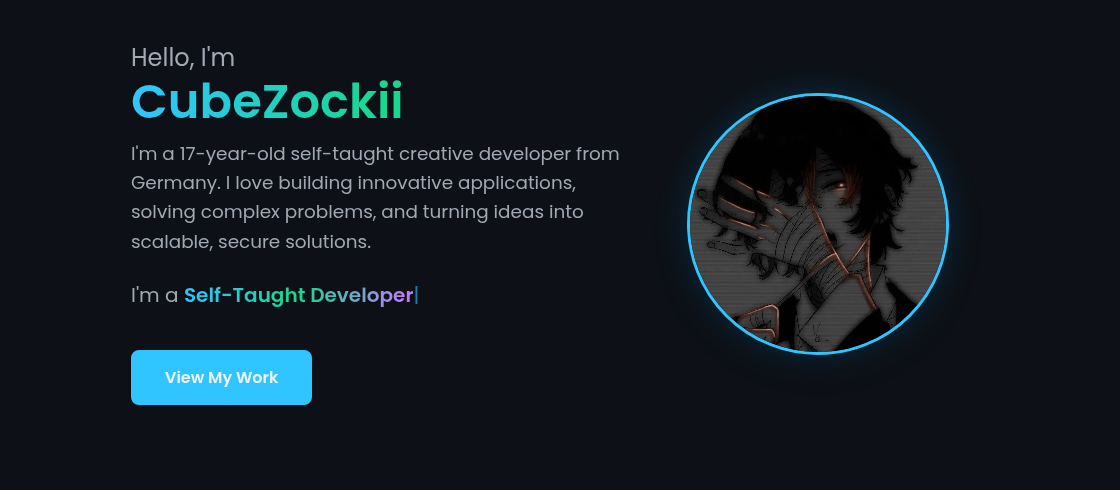 Hello, I'm
CubeZockii
I'm a 17-year-old self-taught creative developer from
Germany. I love building innovative applications,
solving complex problems, and turning ideas into
scalable, secure solutions.
I'm a Self-Taught Developer|
View My Work